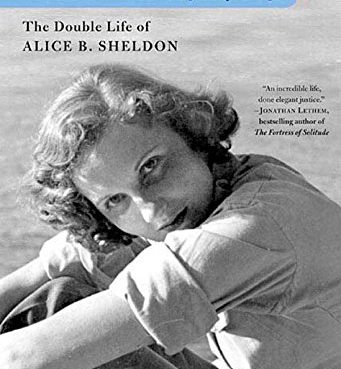 The Double Life of
ALICE B. SHELDON
“An incredible life,
done elegant justice.”
—JONATHAN LETHEM,
bestselling author of
The Fortress of Solitude